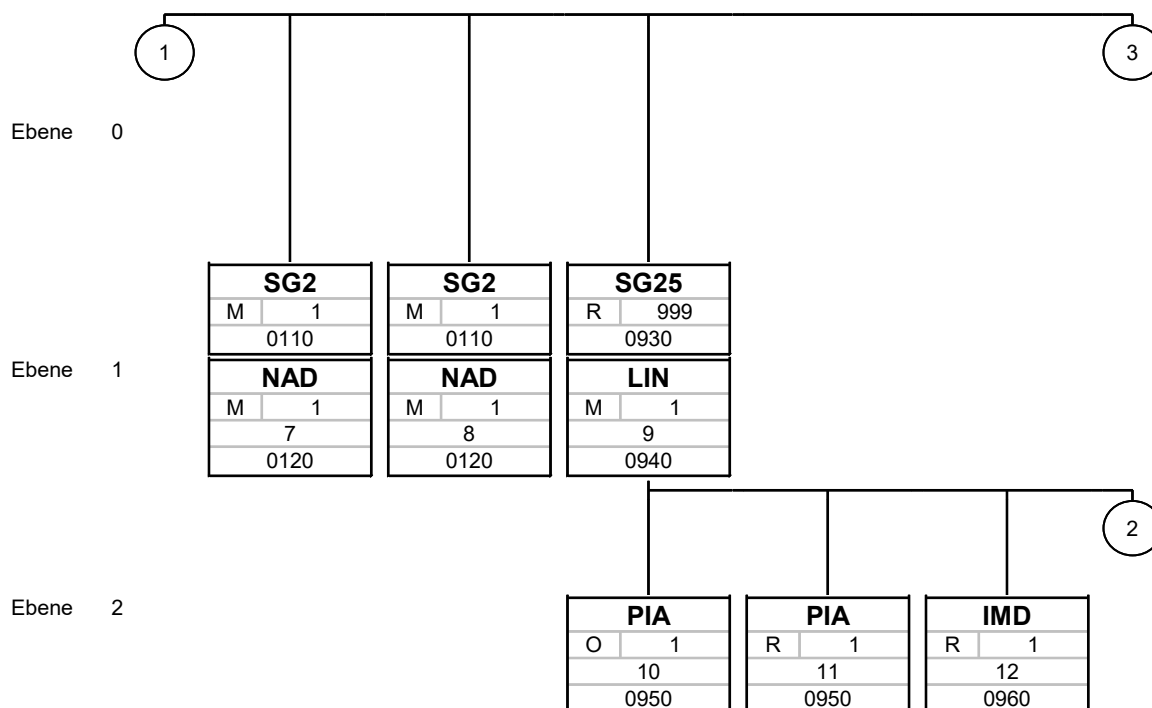 1 3
Ebene 0
SG2 SG2 SG25
M 1 M 1 R 999
0110 0110 0930
Ebene 1
NAD NAD LIN
M 1 M 1 M 1
7 8 9
0120 0120 0940
2
Ebene 2
PIA PIA IMD
O 1 R 1 R 1
10 11 12
0950 0950 0960